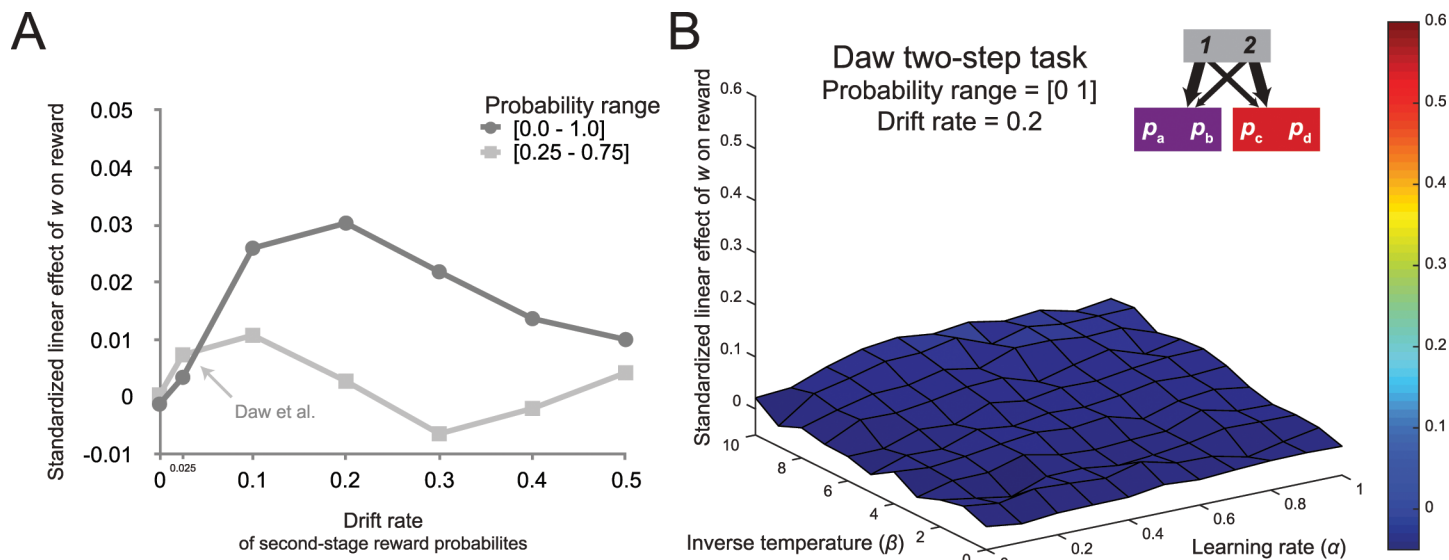 A
Standardized linear effect of w on reward
0.05
0.04
0.03
0.02
0.01
0
-0.01
Probability range
[0.0 - 1.0]
[0.25 - 0.75]
Daw et al.
0
0.025
0.1
0.2
0.3
0.4
0.5
Drift rate
of second-stage reward probabilites
B
Daw two-step task
Probability range = [0 1]
Drift rate = 0.2
1 2
pa pb pc pd
Standardized linear effect of w on reward
0.6
0.5
0.4
0.3
0.2
0.1
0
10
8
6
4
2
0
Inverse temperature (β)
0
0.2
0.4
0.6
0.8
1
Learning rate (α)
0.6
0.5
0.4
0.3
0.2
0.1
0